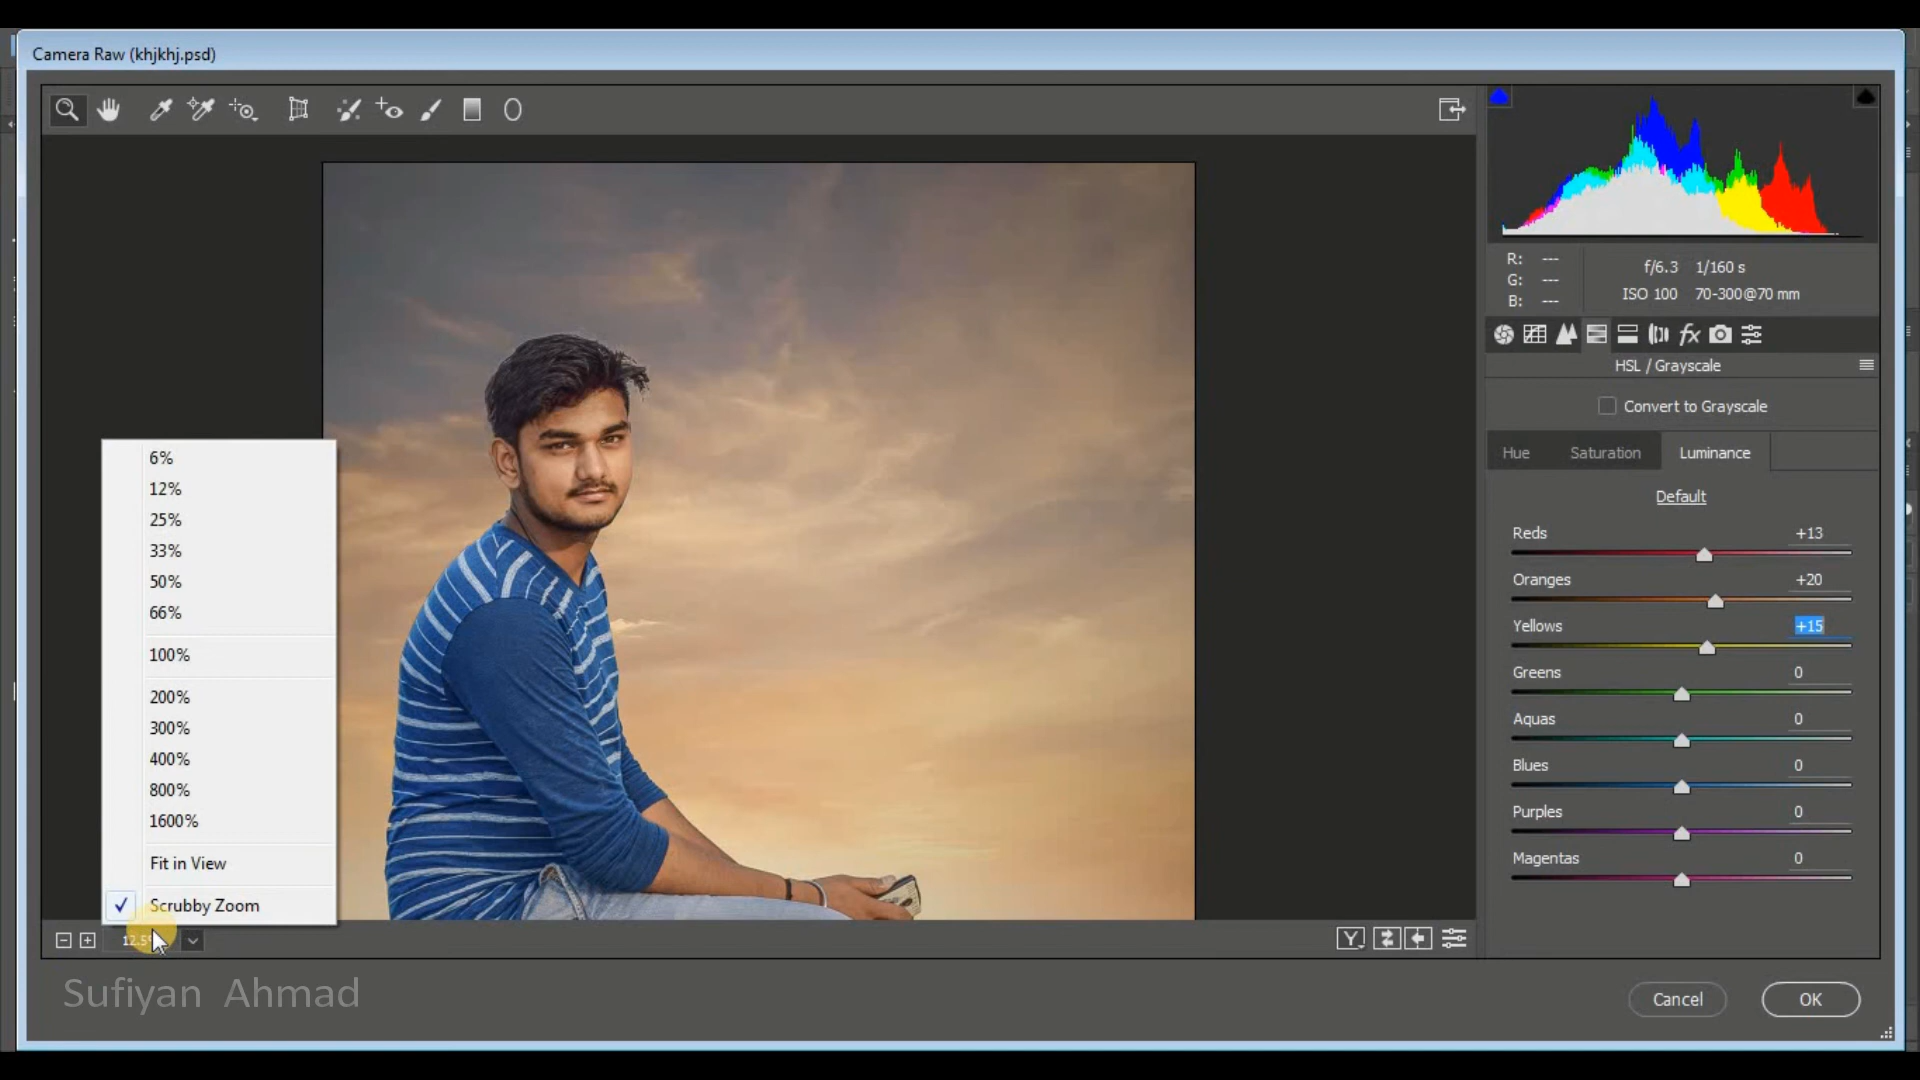 Camera Raw (khjkhj.psd)
R: ---
G: ---
B: ---
f/6.3 1/160 s
ISO 100 70-300@70 mm
fx
HSL / Grayscale
Convert to Grayscale
Hue Saturation Luminance
Default
Reds +13
Oranges +20
Yellows +15
Greens 0
Aquas 0
Blues 0
Purples 0
Magentas 0
6%
12%
25%
33%
50%
66%
100%
200%
300%
400%
800%
1600%
Fit in View
Scrubby Zoom
Y
Sufiyan Ahmad
Cancel OK